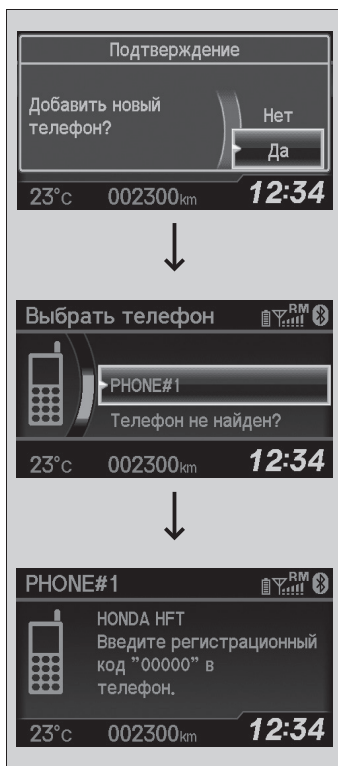 Подтверждение
Добавить новый
телефон?
Нет
Да
23°C 002300km 12:34
Выбрать телефон RM
PHONE#1
Телефон не найден?
23°C 002300km 12:34
PHONE#1 RM
HONDA HFT
Введите регистрационный
код "00000" в
телефон.
23°C 002300km 12:34